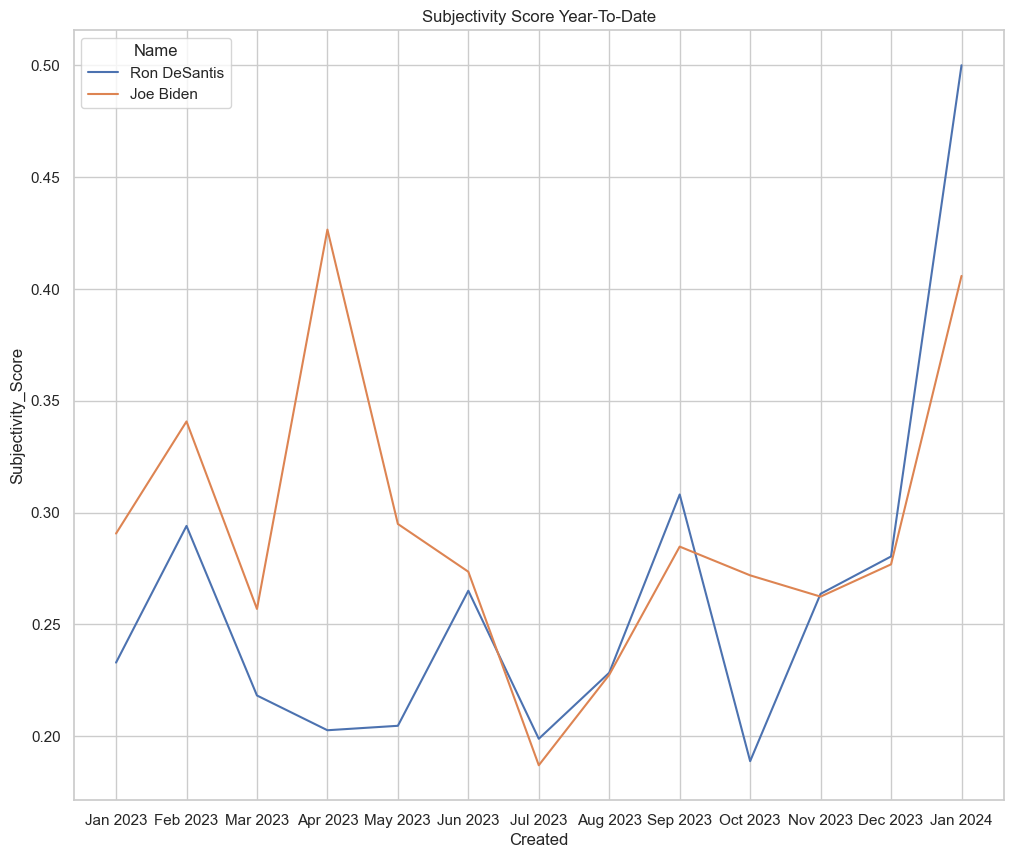 Subjectivity Score Year-To-Date
Name
Ron DeSantis
Joe Biden
Subjectivity_Score
0.50
0.45
0.40
0.35
0.30
0.25
0.20
Jan 2023 Feb 2023 Mar 2023 Apr 2023 May 2023 Jun 2023 Jul 2023 Aug 2023 Sep 2023 Oct 2023 Nov 2023 Dec 2023 Jan 2024
Created